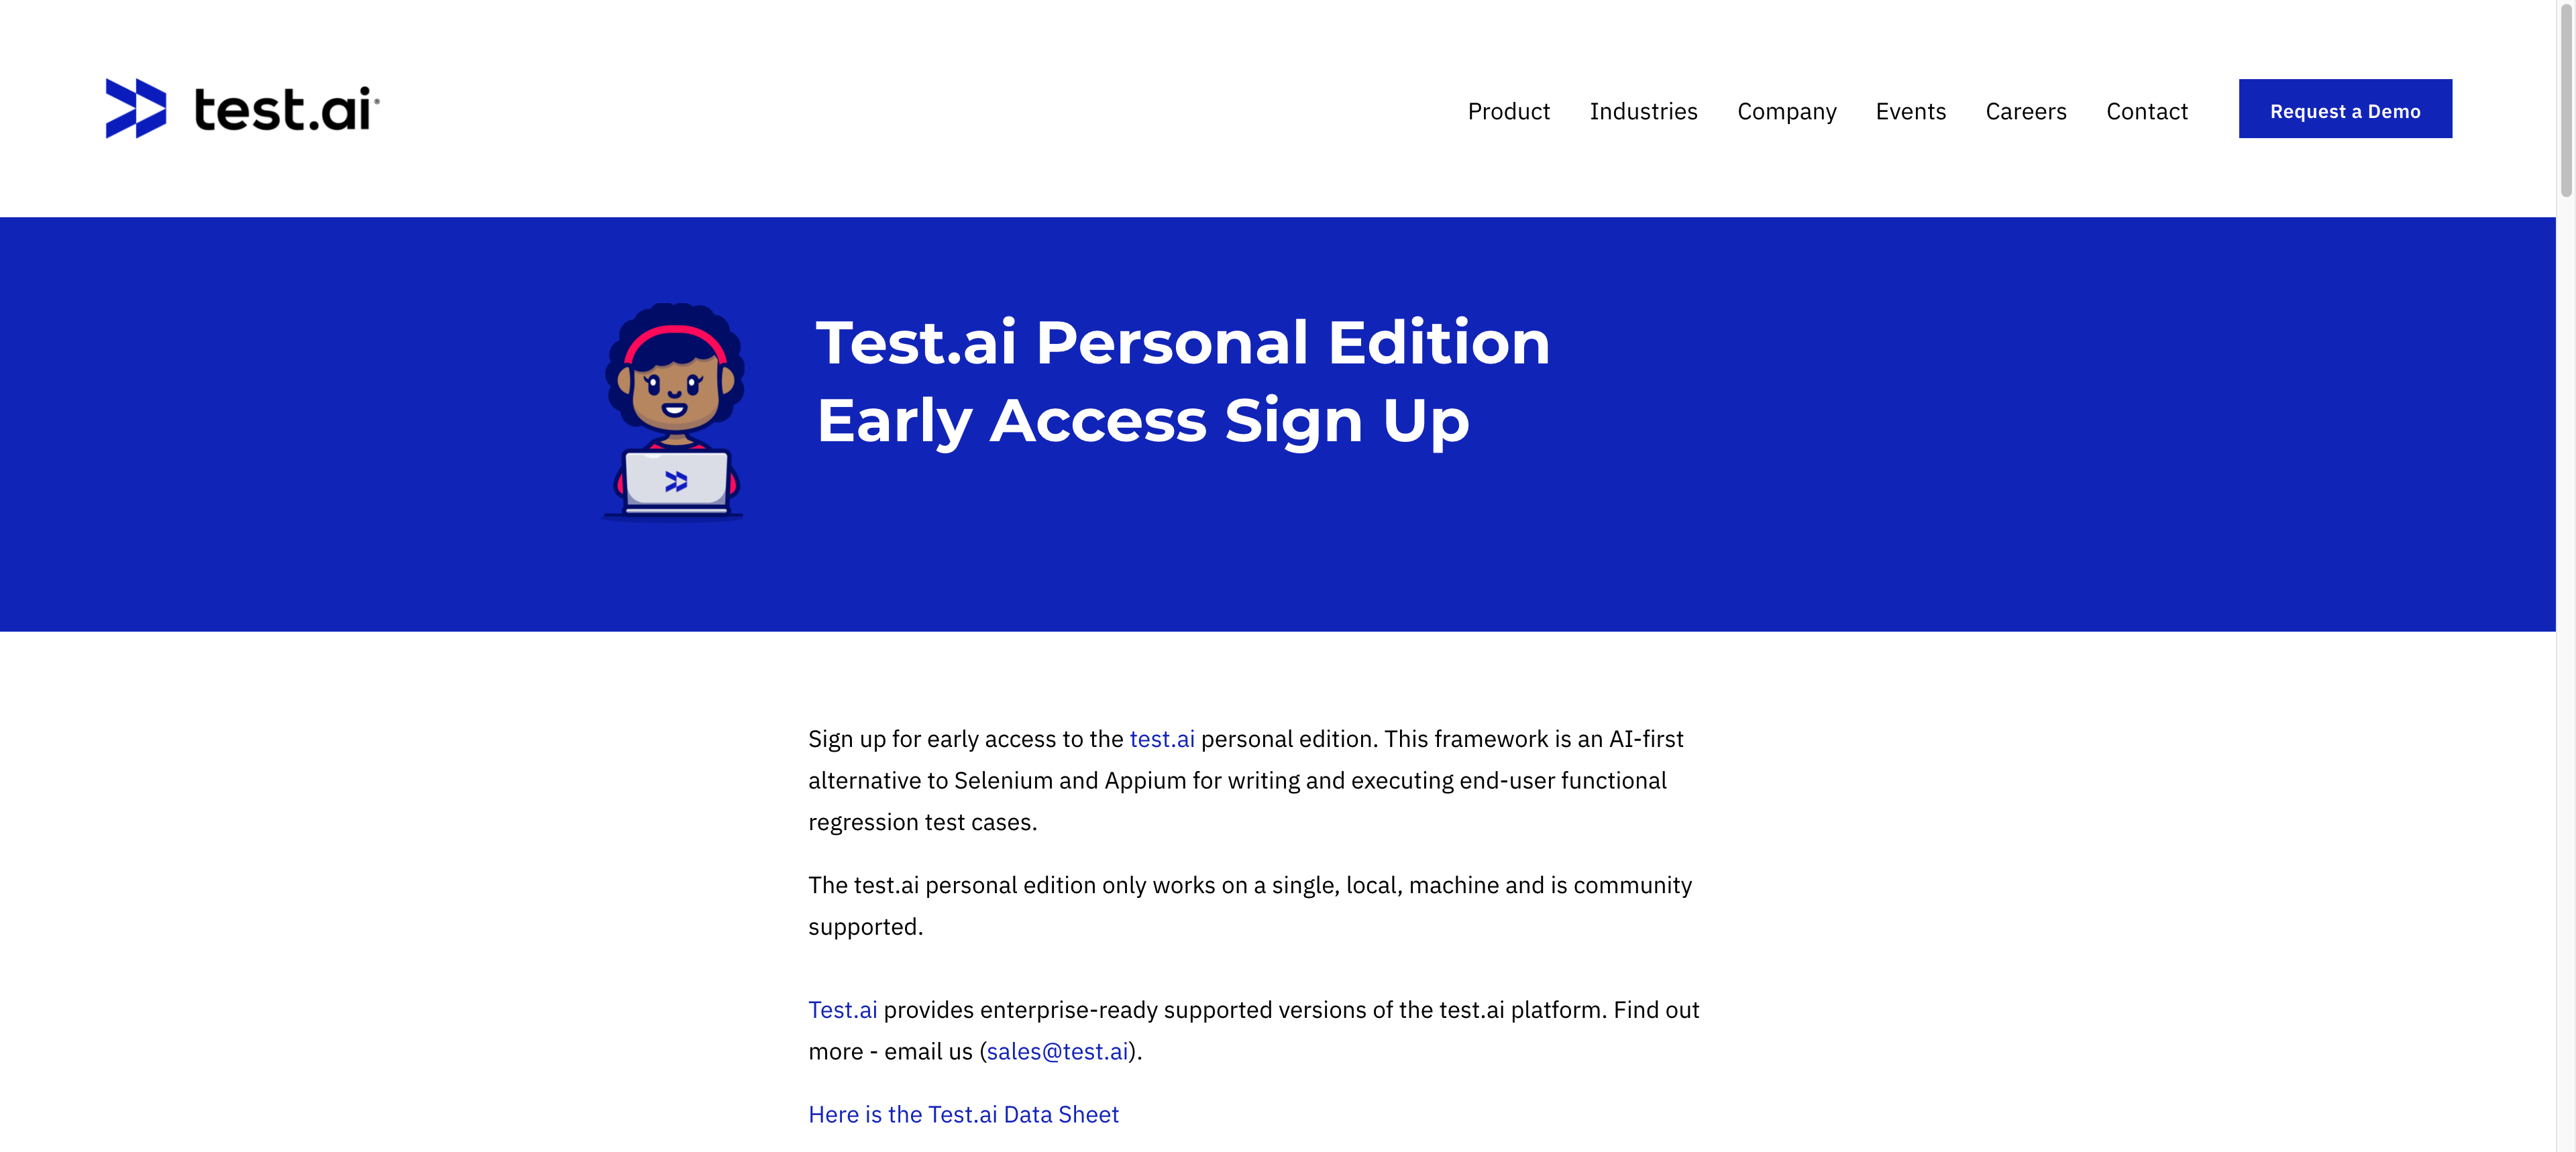 test.ai
Product Industries Company Events Careers Contact Request a Demo
Test.ai Personal Edition
Early Access Sign Up
Sign up for early access to the test.ai personal edition. This framework is an AI-first
alternative to Selenium and Appium for writing and executing end-user functional
regression test cases.
The test.ai personal edition only works on a single, local, machine and is community
supported.
Test.ai provides enterprise-ready supported versions of the test.ai platform. Find out
more - email us (sales@test.ai).
Here is the Test.ai Data Sheet